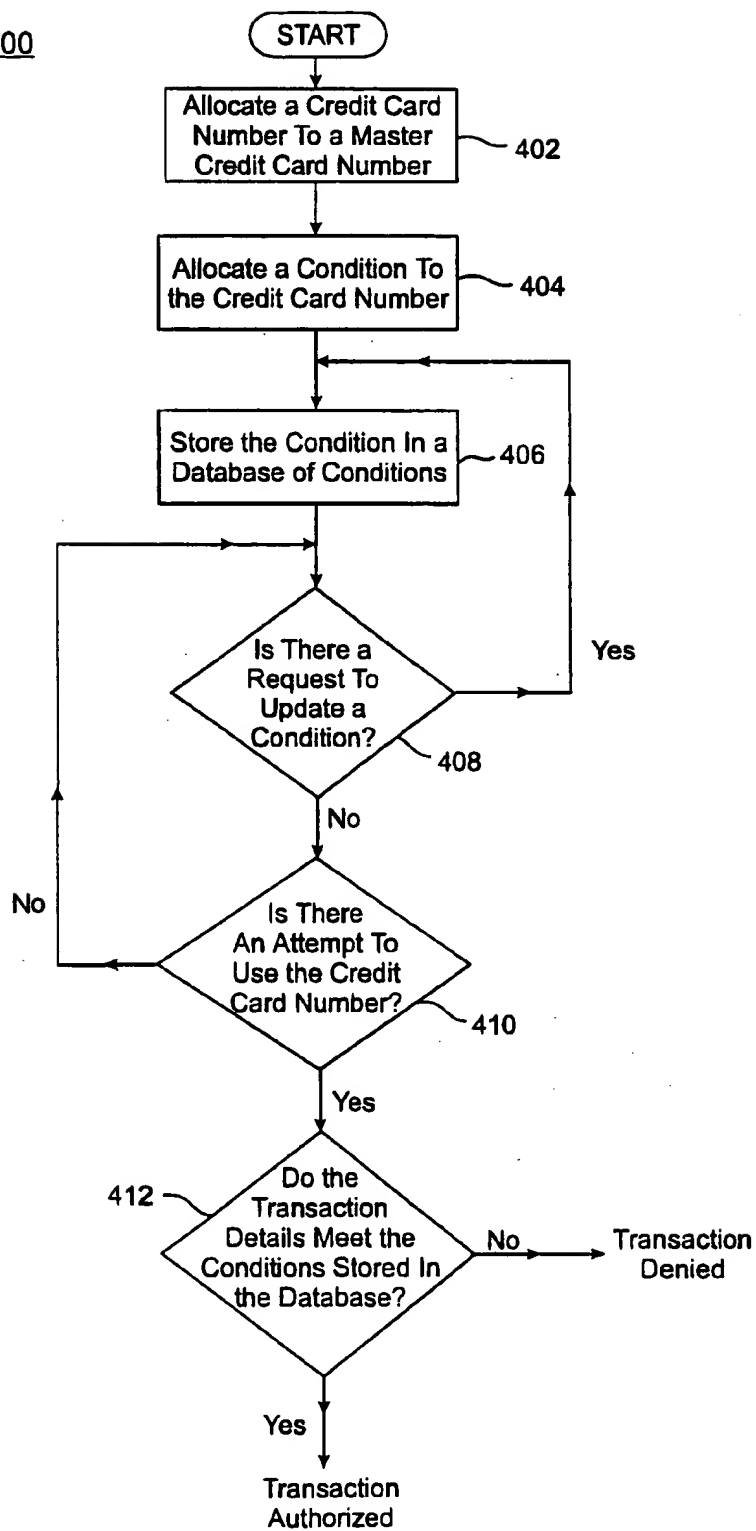 00
START
Allocate a Credit Card
Number To a Master
Credit Card Number
402
Allocate a Condition To
the Credit Card Number
404
Store the Condition In a
Database of Conditions
406
Is There a
Request To
Update a
Condition?
Yes
408
No
Is There
An Attempt To
Use the Credit
Card Number?
No
410
Yes
412
Do the
Transaction
Details Meet the
Conditions Stored In
the Database?
No
Transaction
Denied
Yes
Transaction
Authorized